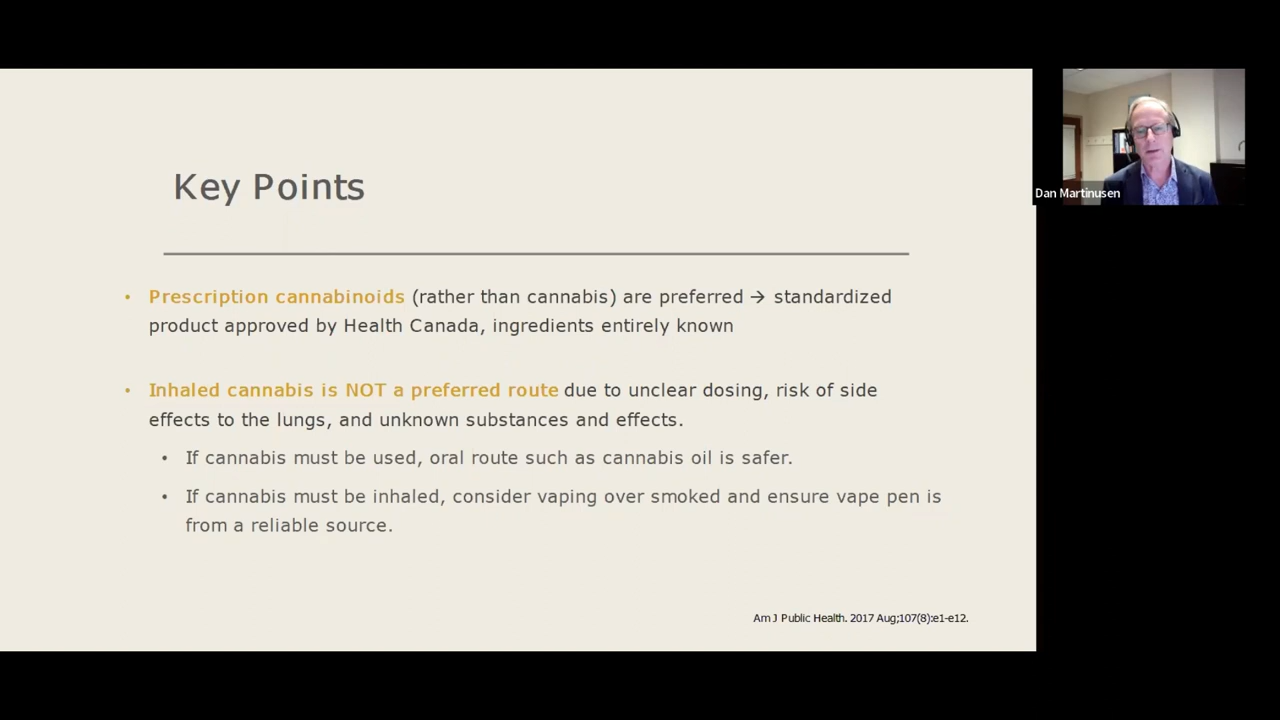 Key Points
• Prescription cannabinoids (rather than cannabis) are preferred → standardized
product approved by Health Canada, ingredients entirely known
• Inhaled cannabis is NOT a preferred route due to unclear dosing, risk of side
effects to the lungs, and unknown substances and effects.
• If cannabis must be used, oral route such as cannabis oil is safer.
• If cannabis must be inhaled, consider vaping over smoked and ensure vape pen is
from a reliable source.
Am J Public Health. 2017 Aug;107(8):e1-e12.
Dan Martinusen